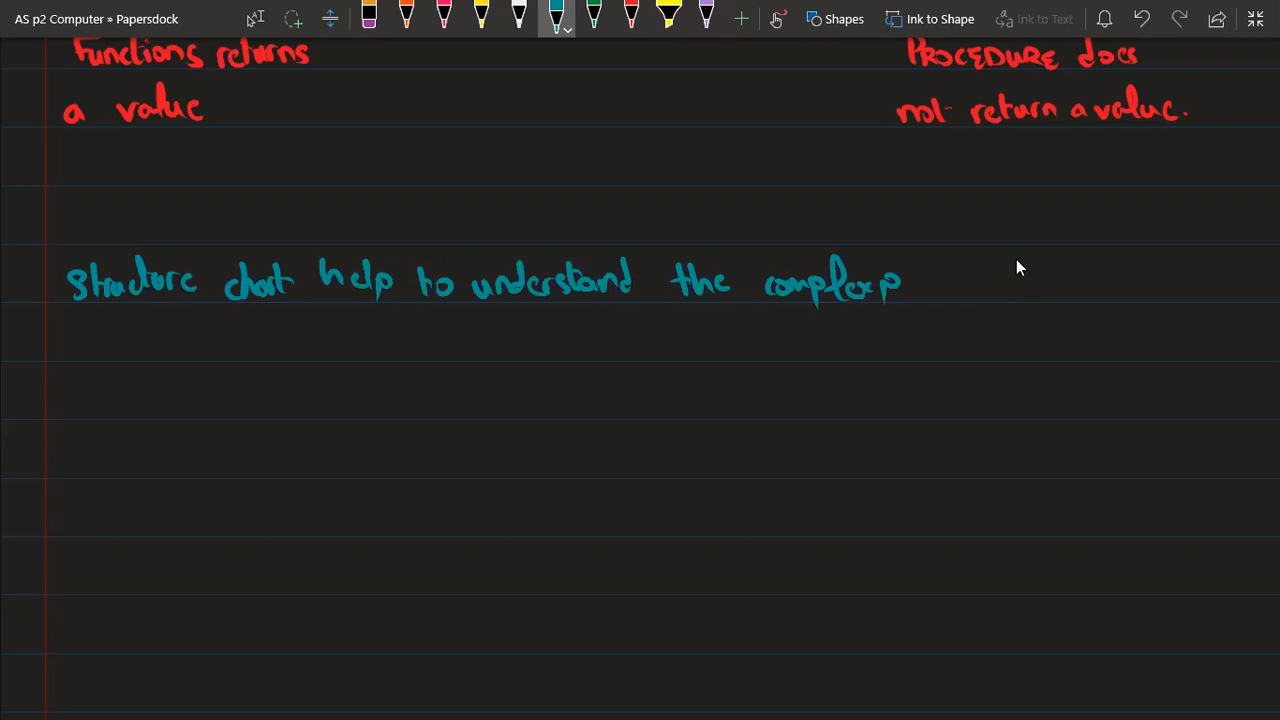 AS p2 Computer » Papersdock
Shapes
Ink to Shape
Ink to Text
Functions returns
a value
PROCEDURE does
not return a value.
Structure chart help to understand the complexp